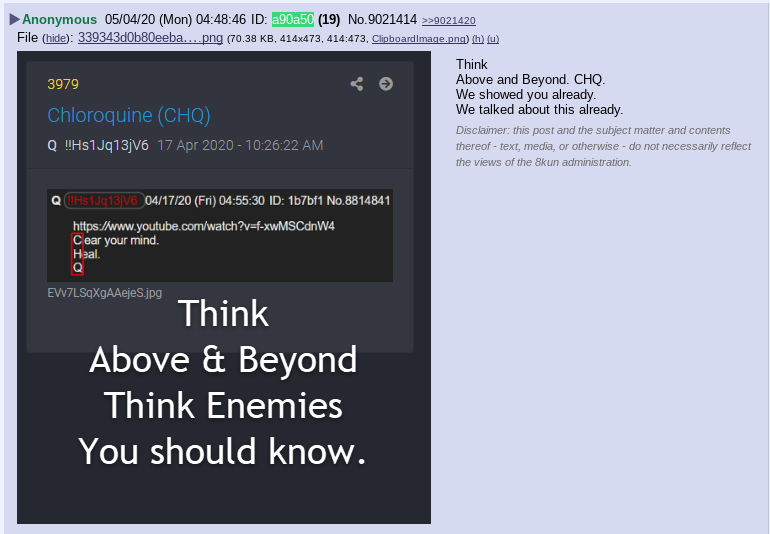 Anonymous 05/04/20 (Mon) 04:48:46 ID: a90a50 (19) No.9021414 >>9021420
File (hide): 339343d0b80eeba….png (70.38 KB, 414x473, 414:473, ClipboardImage.png) (h) (u)
3979
Chloroquine (CHQ)
Q !!Hs1Jq13jV6 17 Apr 2020 - 10:26:22 AM
Q !!Hs1Jq13jV6 04/17/20 (Fri) 04:55:30 ID: 1b7bf1 No.8814841
https://www.youtube.com/watch?v=f-xwMSCdnW4
Clear your mind.
Heal.
Q
EVv7LSqXgAAejeS.jpg
Think
Above & Beyond
Think Enemies
You should know.
Think
Above and Beyond. CHQ.
We showed you already.
We talked about this already.
Disclaimer: this post and the subject matter and contents
thereof - text, media, or otherwise - do not necessarily reflect
the views of the 8kun administration.